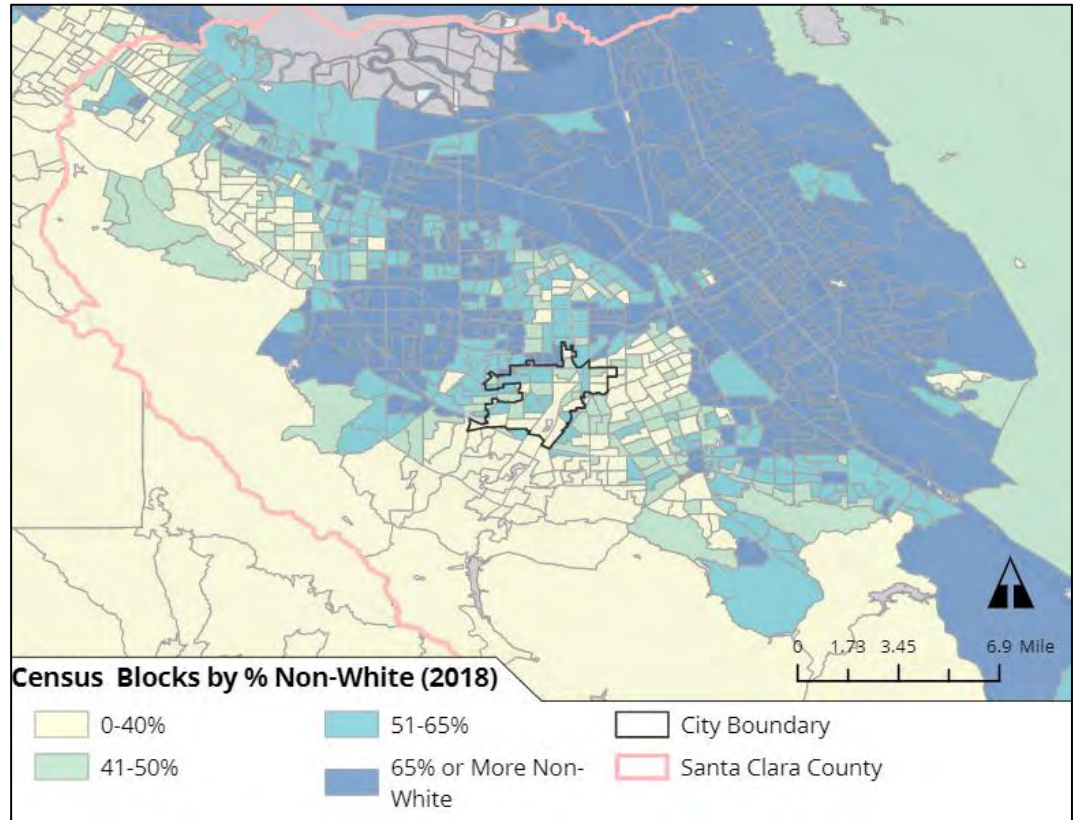 0 1.73 3.45 6.9 Mile
Census Blocks by % Non-White (2018)
0-40%
41-50%
51-65%
65% or More Non-
White
City Boundary
Santa Clara County